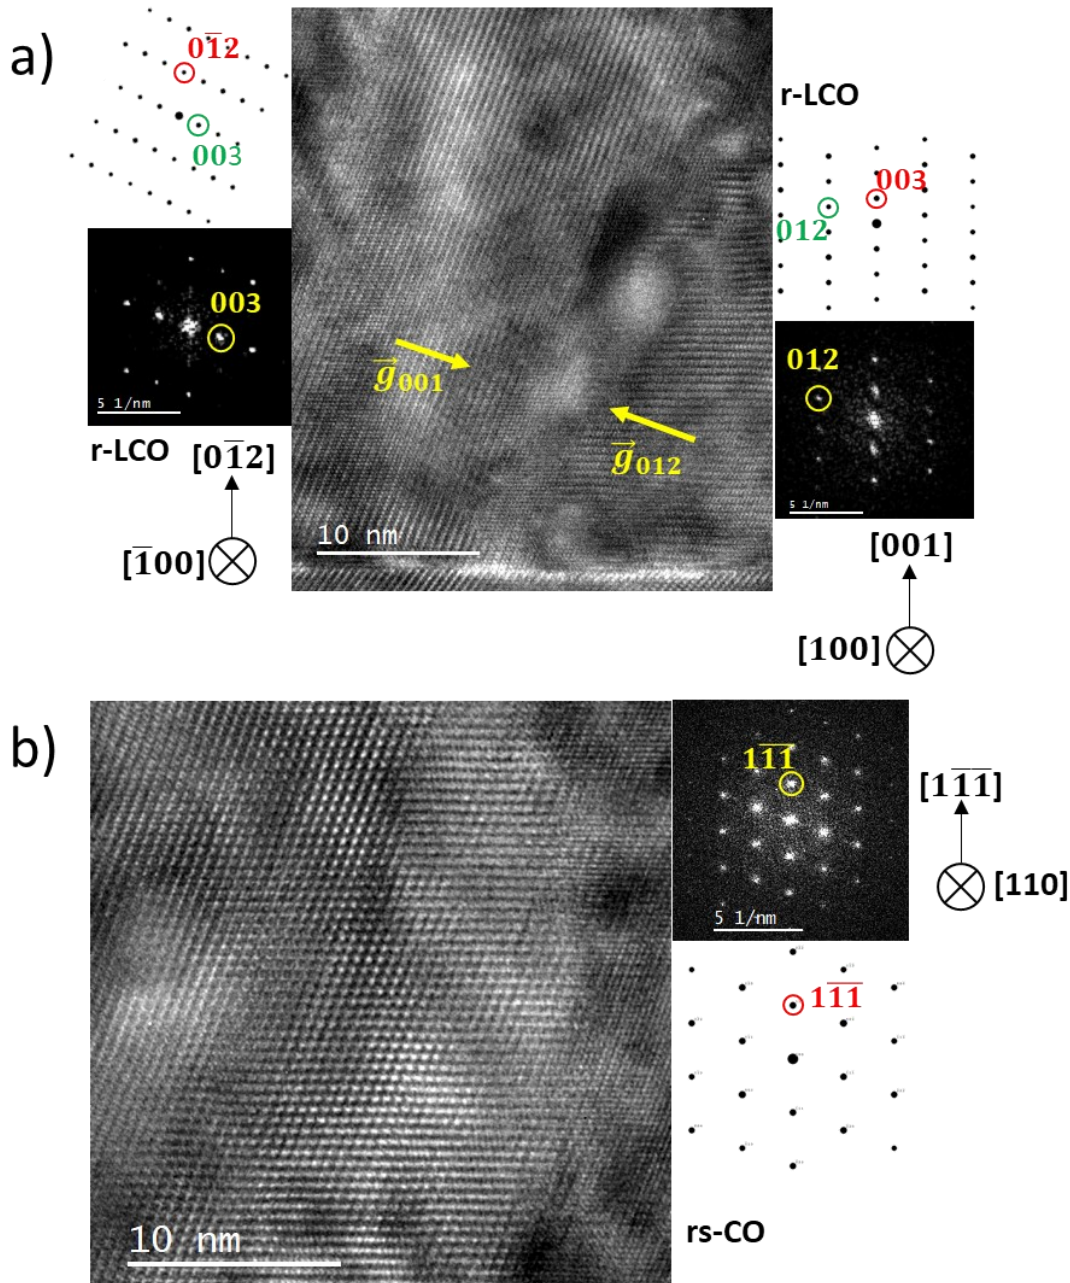 a)
01̅2
003
003
5 1/nm
r-LCO
[01̅2]
[1̅00]
g⃗001
g⃗012
10 nm
r-LCO
003
012
012
5 1/nm
[001]
[100]
b)
10 nm
11̅1̅
5 1/nm
[11̅1̅]
[110]
11̅1̅
rs-CO